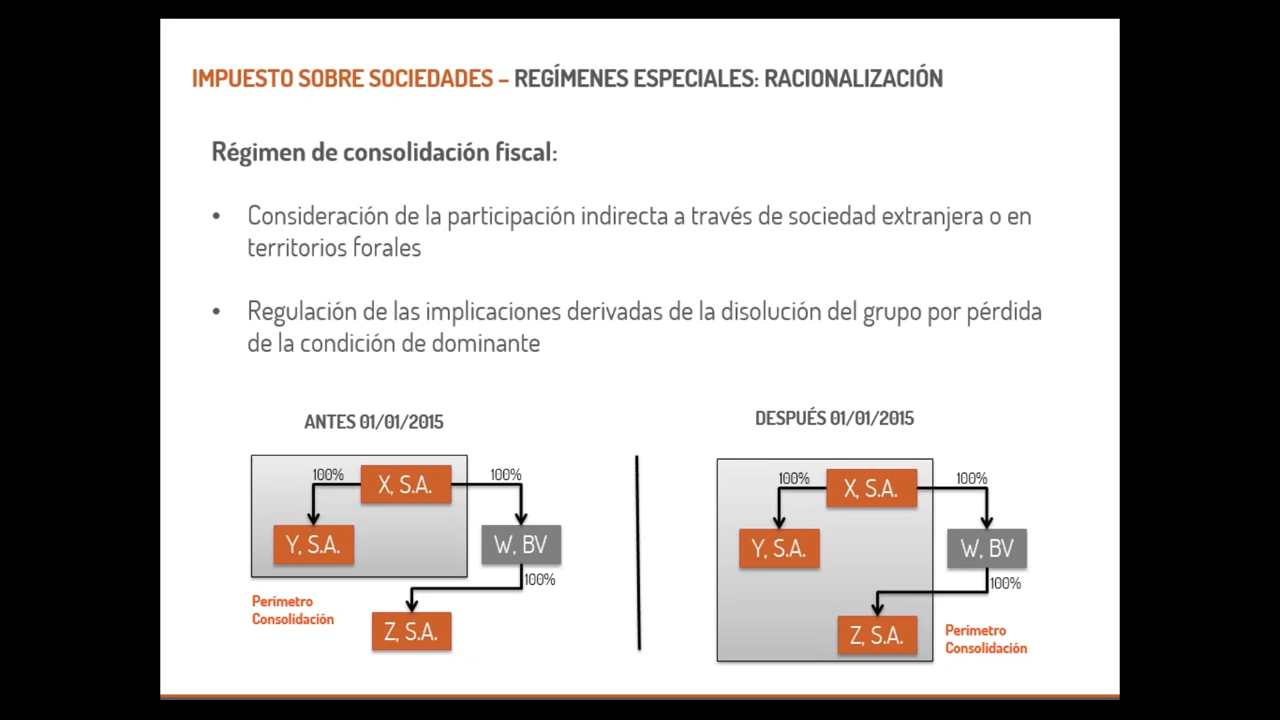 IMPUESTO SOBRE SOCIEDADES – REGÍMENES ESPECIALES: RACIONALIZACIÓN
Régimen de consolidación fiscal:
• Consideración de la participación indirecta a través de sociedad extranjera o en
territorios forales
• Regulación de las implicaciones derivadas de la disolución del grupo por pérdida
de la condición de dominante
ANTES 01/01/2015
100%
X, S.A.
100%
Y, S.A.
W, BV
100%
Perímetro
Consolidación
Z, S.A.
DESPUÉS 01/01/2015
100%
X, S.A.
100%
Y, S.A.
W, BV
100%
Z, S.A.
Perímetro
Consolidación